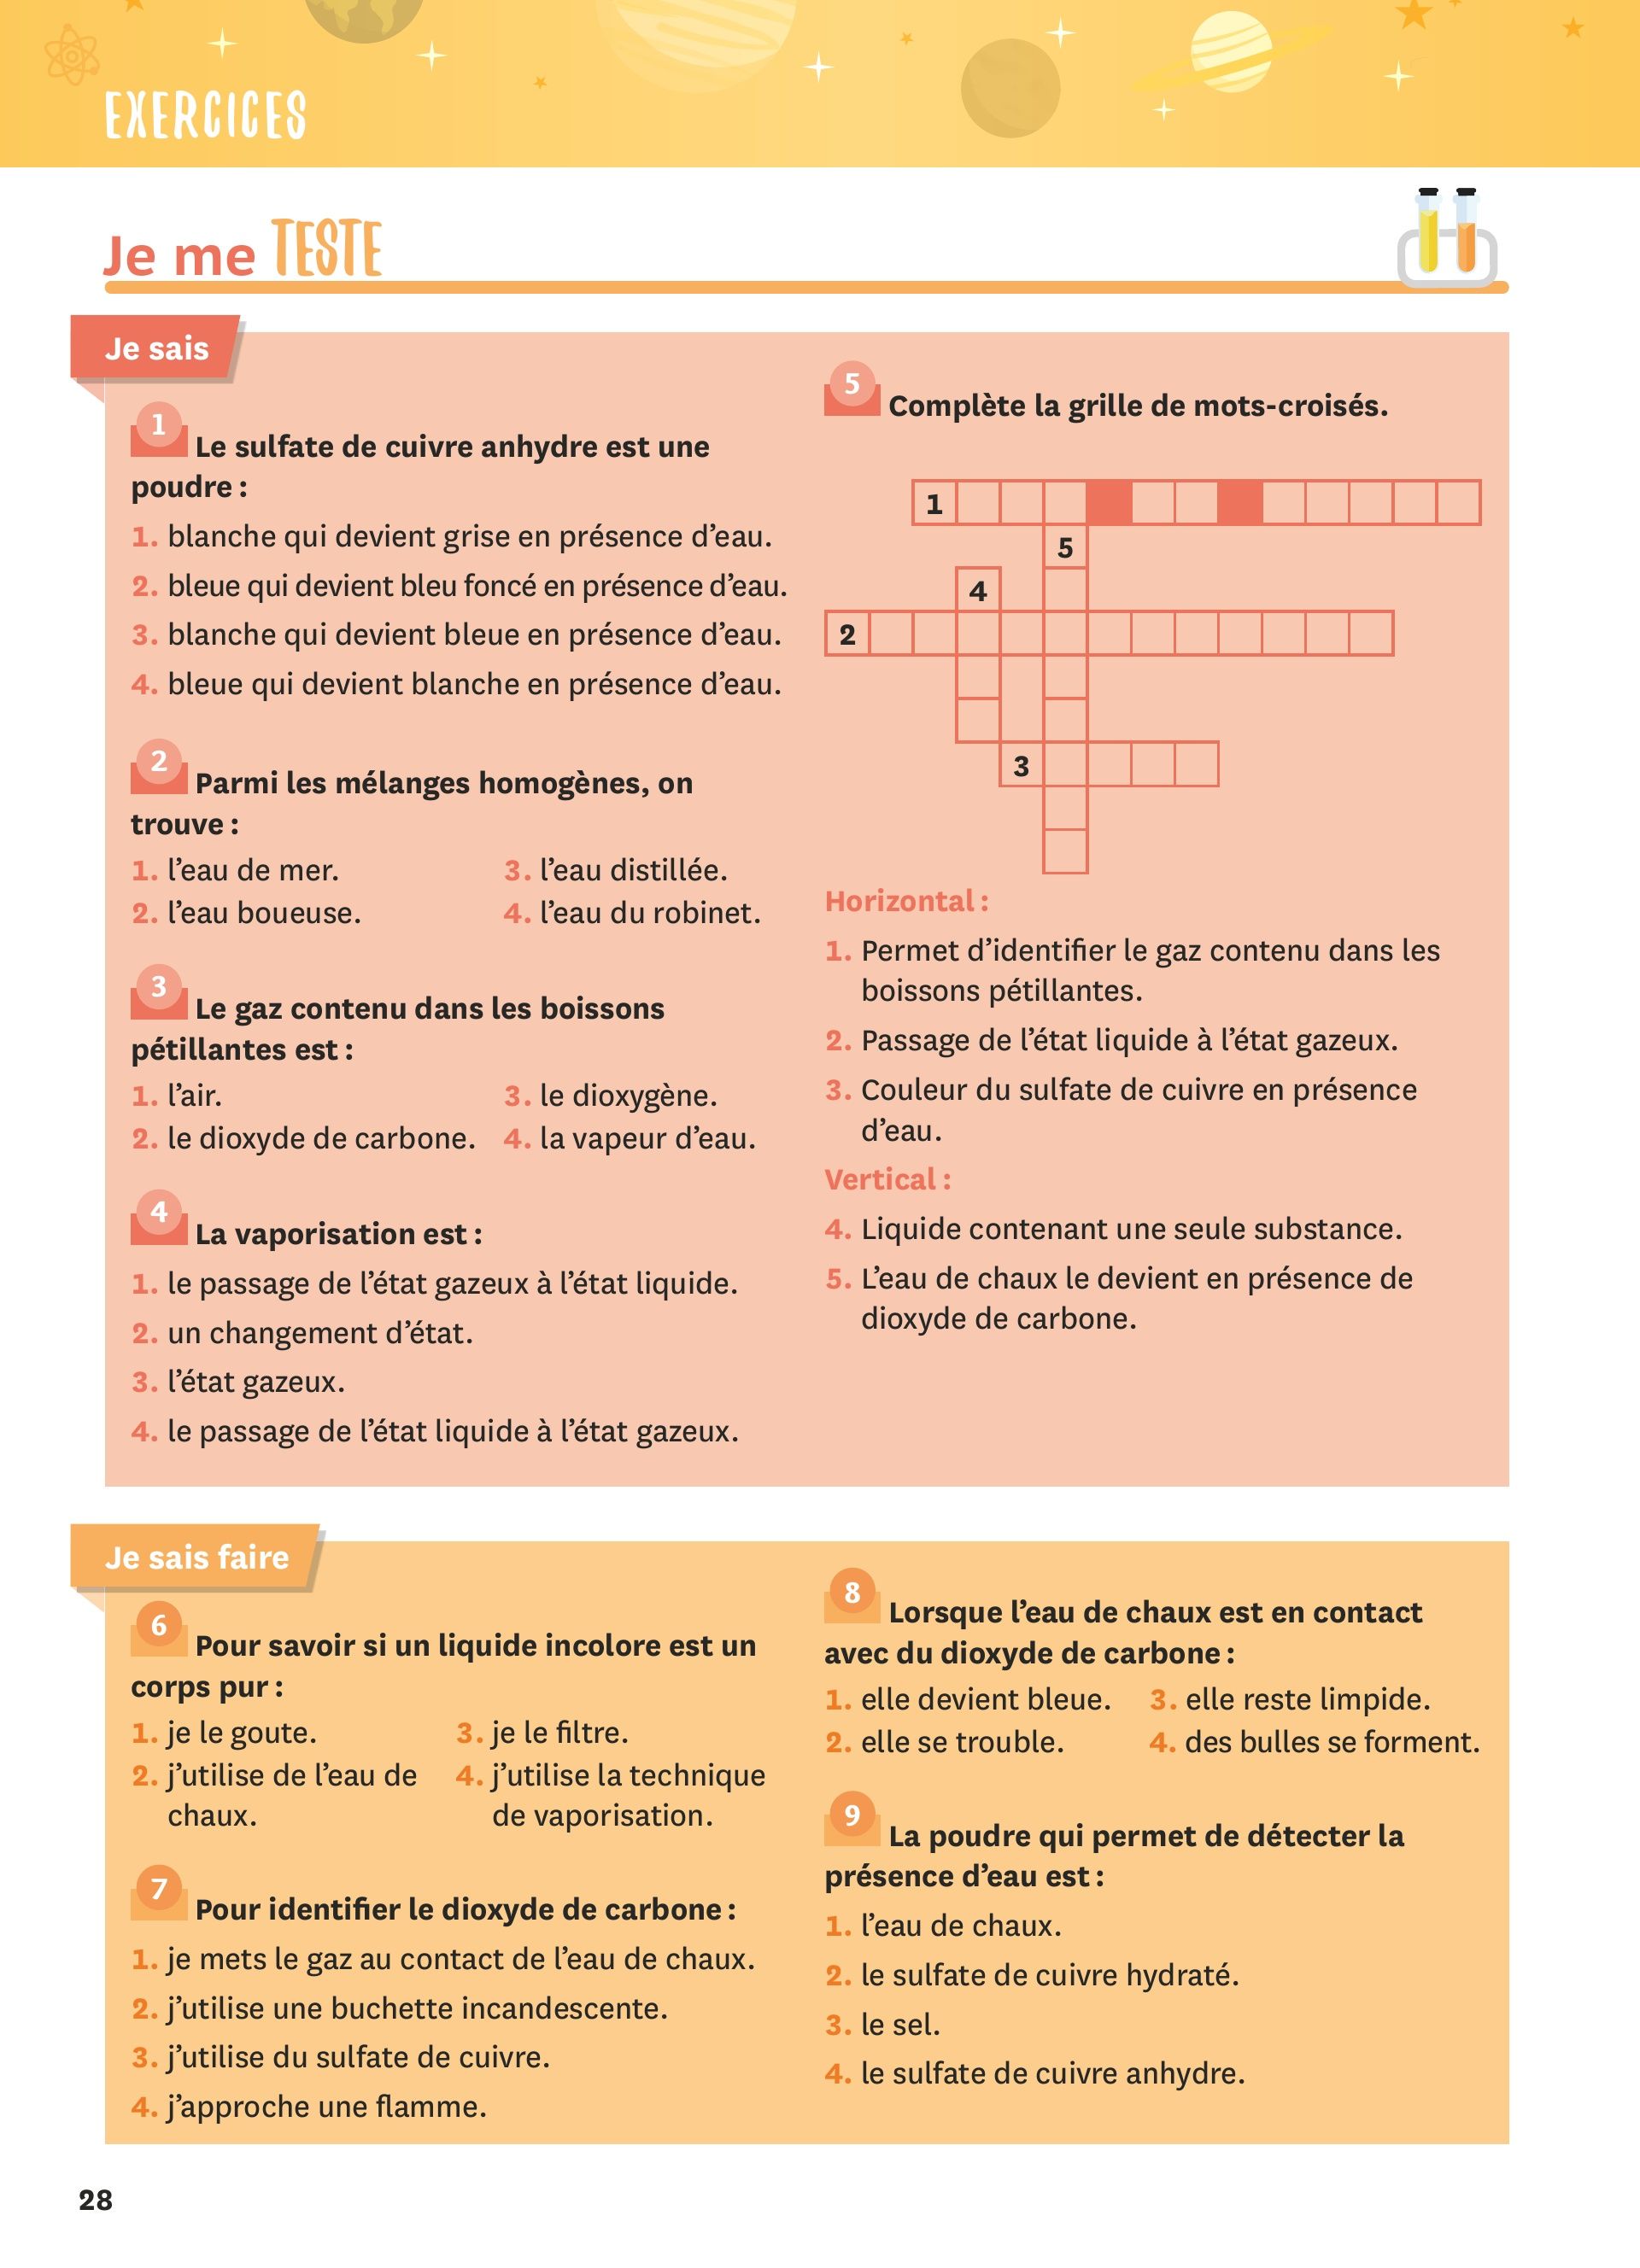 EXERCICES
Je me TESTE
Je sais
1
Le sulfate de cuivre anhydre est une
poudre :
1. blanche qui devient grise en présence d’eau.
2. bleue qui devient bleu foncé en présence d’eau.
3. blanche qui devient bleue en présence d’eau.
4. bleue qui devient blanche en présence d’eau.
2
Parmi les mélanges homogènes, on
trouve :
1. l’eau de mer.
2. l’eau boueuse.
3. l’eau distillée.
4. l’eau du robinet.
3
Le gaz contenu dans les boissons
pétillantes est :
1. l’air.
2. le dioxyde de carbone.
3. le dioxygène.
4. la vapeur d’eau.
4
La vaporisation est :
1. le passage de l’état gazeux à l’état liquide.
2. un changement d’état.
3. l’état gazeux.
4. le passage de l’état liquide à l’état gazeux.
5
Complète la grille de mots-croisés.
1
5
4
2
3
Horizontal :
1. Permet d’identifier le gaz contenu dans les
boissons pétillantes.
2. Passage de l’état liquide à l’état gazeux.
3. Couleur du sulfate de cuivre en présence
d’eau.
Vertical :
4. Liquide contenant une seule substance.
5. L’eau de chaux le devient en présence de
dioxyde de carbone.
Je sais faire
6
Pour savoir si un liquide incolore est un
corps pur :
1. je le goute.
2. j’utilise de l’eau de
chaux.
3. je le filtre.
4. j’utilise la technique
de vaporisation.
7
Pour identifier le dioxyde de carbone :
1. je mets le gaz au contact de l’eau de chaux.
2. j’utilise une buchette incandescente.
3. j’utilise du sulfate de cuivre.
4. j’approche une flamme.
8
Lorsque l’eau de chaux est en contact
avec du dioxyde de carbone :
1. elle devient bleue.
2. elle se trouble.
3. elle reste limpide.
4. des bulles se forment.
9
La poudre qui permet de détecter la
présence d’eau est :
1. l’eau de chaux.
2. le sulfate de cuivre hydraté.
3. le sel.
4. le sulfate de cuivre anhydre.
28